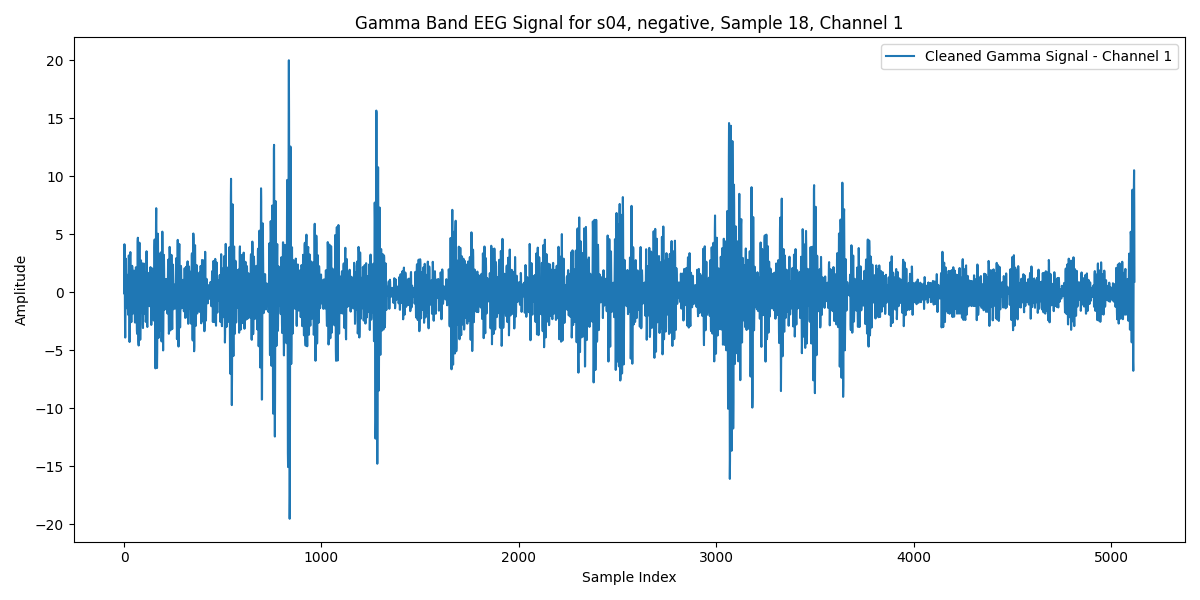 Gamma Band EEG Signal for s04, negative, Sample 18, Channel 1
Cleaned Gamma Signal - Channel 1
20
15
10
5
0
−5
−10
−15
−20
Amplitude
0 1000 2000 3000 4000 5000
Sample Index